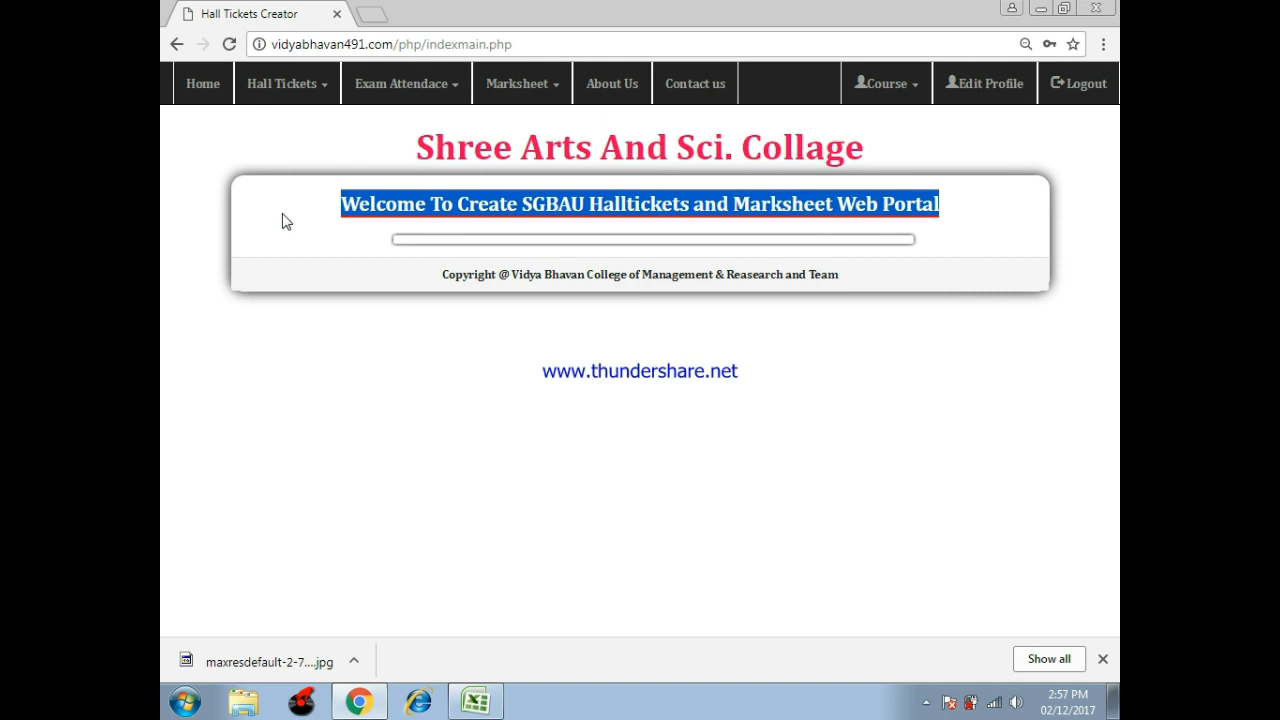 Hall Tickets Creator
vidyabhavan491.com/php/indexmain.php
Home Hall Tickets Exam Attendace Marksheet About Us Contact us Course Edit Profile Logout
Shree Arts And Sci. Collage
Welcome To Create SGBAU Halltickets and Marksheet Web Portal
Copyright @ Vidya Bhavan College of Management & Reasearch and Team
www.thundershare.net
maxresdefault-2-7....jpg Show all
2:57 PM
02/12/2017